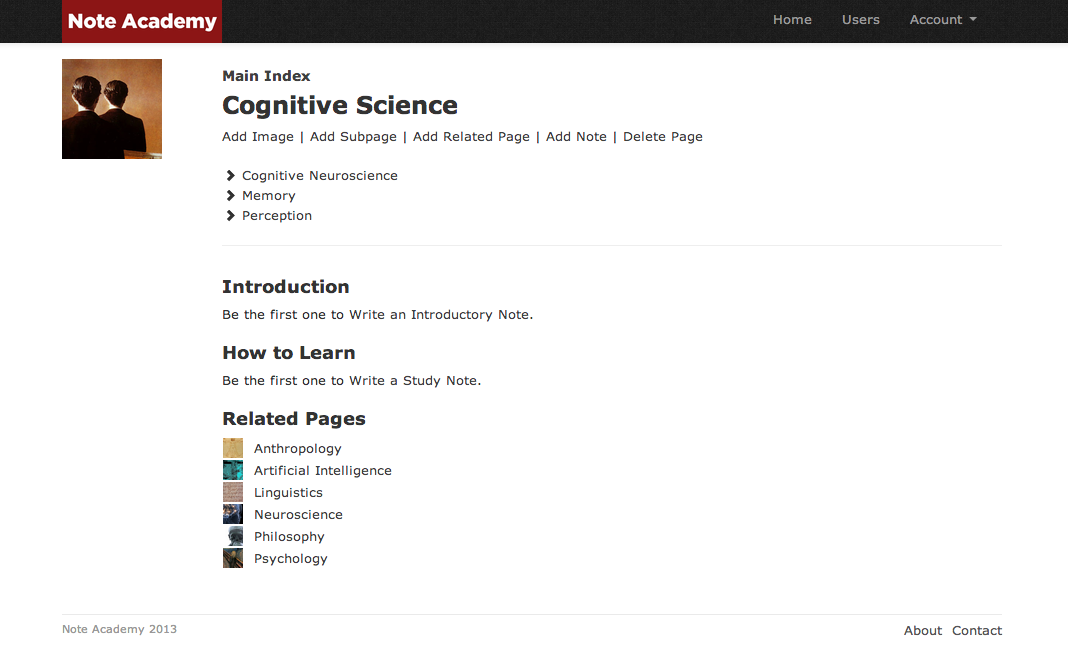 Note Academy
Home Users Account
Main Index
Cognitive Science
Add Image | Add Subpage | Add Related Page | Add Note | Delete Page
Cognitive Neuroscience
Memory
Perception
Introduction
Be the first one to Write an Introductory Note.
How to Learn
Be the first one to Write a Study Note.
Related Pages
Anthropology
Artificial Intelligence
Linguistics
Neuroscience
Philosophy
Psychology
Note Academy 2013
About Contact